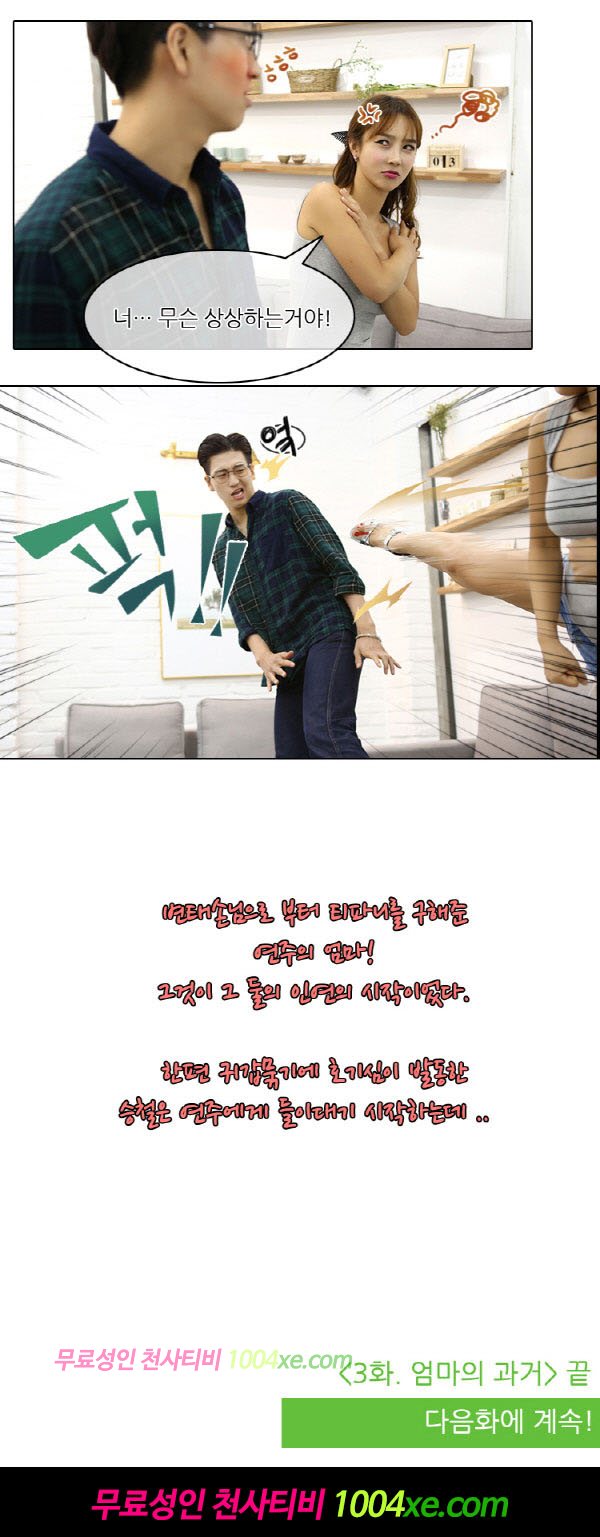 ㅎㅎㅎ
013
너… 무슨 상상하는거야!
역
퍽!!!
변태손님으로 부터 티파니를 구해준
연주의 엄마!
그것이 그 둘의 인연의 시작이었다.
한편 귀갑묶기에 호기심이 발동한
승철은 연주에게 들이대기 시작하는데 ..
무료성인 천사티비 1004xe.com
<3화. 엄마의 과거> 끝
다음화에 계속!
무료성인 천사티비 1004xe.com